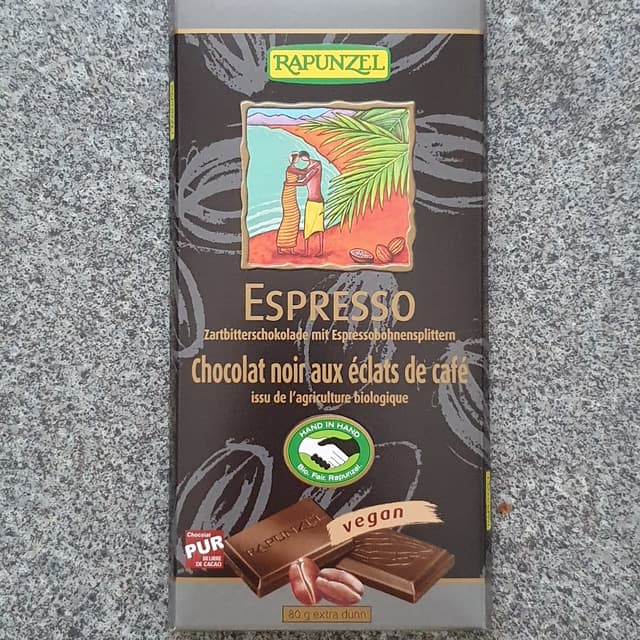 RAPUNZEL
ESPRESSO
Zartbitterschokolade mit Espressobohnensplittern
Chocolat noir aux éclats de café
issu de l'agriculture biologique
HAND IN HAND
Bio. Fair. Rapunzel.
vegan
RAPUNZEL
Chocolat
PUR
BEURRE
DE CACAO
80 g extra dünn